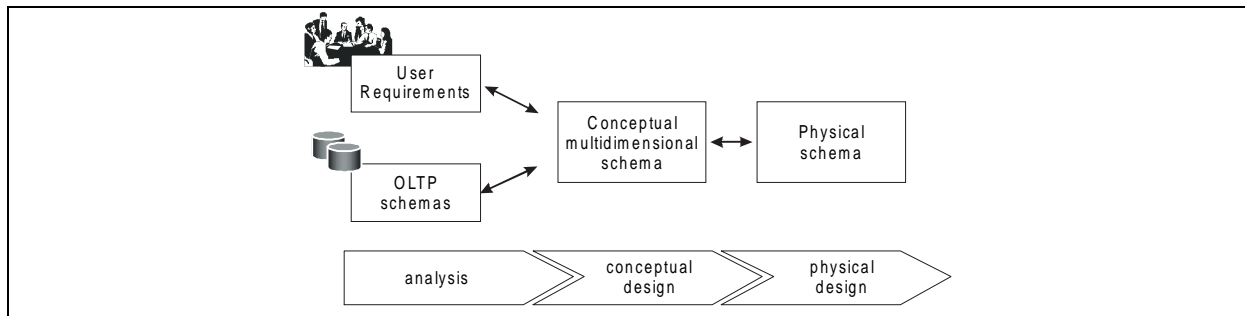 User
Requirements
Conceptual
multidimensional
schema
Physical
schema
OLTP
schemas
analysis
conceptual
design
physical
design